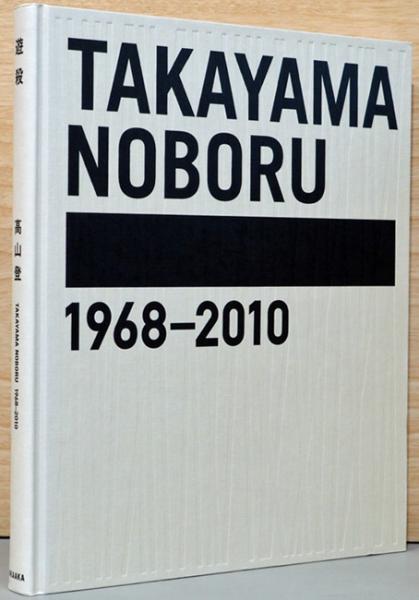 TAKAYAMA
NOBORU
1968–2010
遊殺
高山登
TAKAYAMA NOBORU 1968–2010